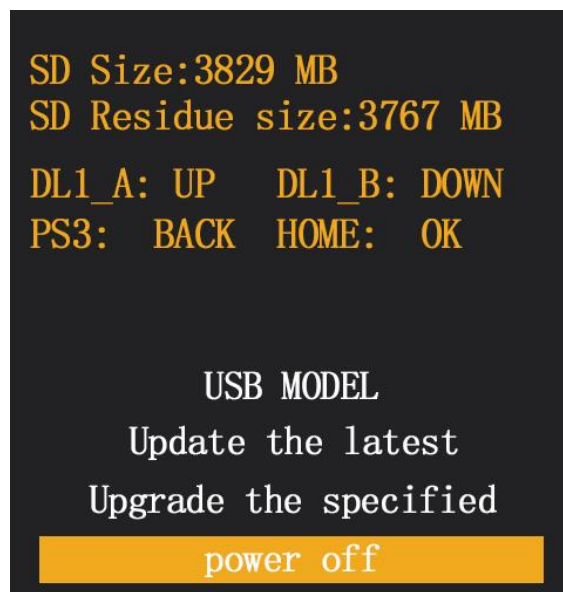 SD Size:3829 MB
SD Residue size:3767 MB
DL1_A: UP DL1_B: DOWN
PS3: BACK HOME: OK
USB MODEL
Update the latest
Upgrade the specified
power off